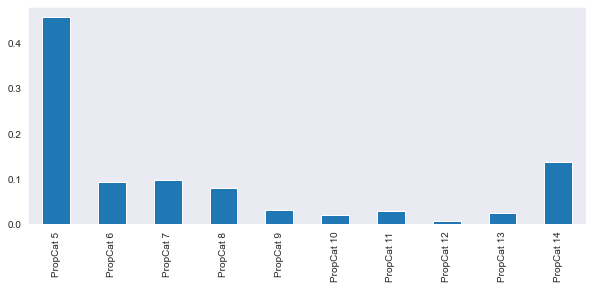 0.4
0.3
0.2
0.1
0.0
PropCat 5
PropCat 6
PropCat 7
PropCat 8
PropCat 9
PropCat 10
PropCat 11
PropCat 12
PropCat 13
PropCat 14